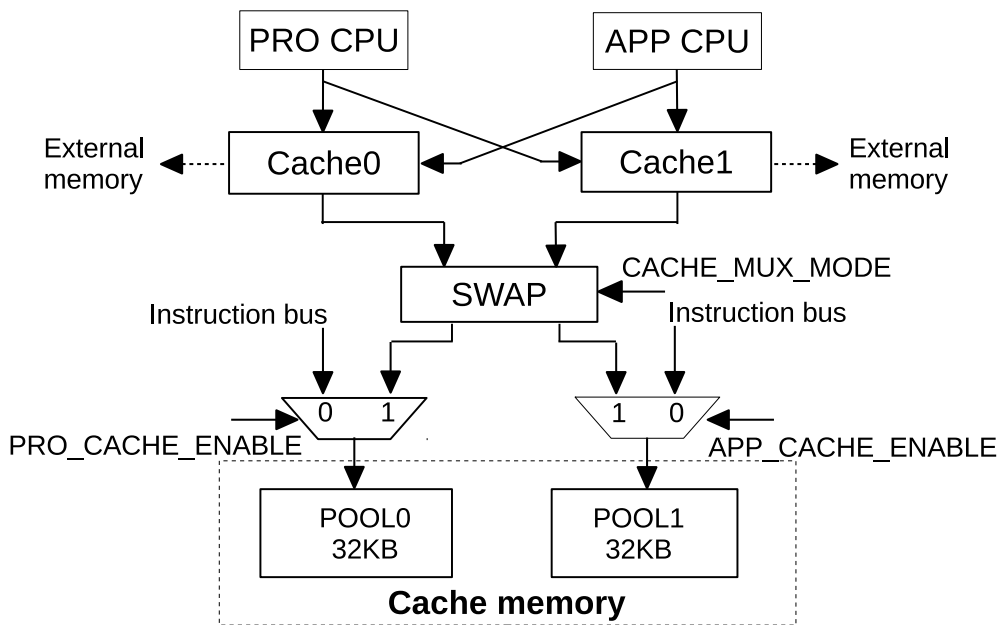 PRO CPU
APP CPU
External
memory
Cache0
Cache1
External
memory
SWAP
CACHE_MUX_MODE
Instruction bus
Instruction bus
0 1
1 0
PRO_CACHE_ENABLE
APP_CACHE_ENABLE
POOL0
32KB
POOL1
32KB
Cache memory